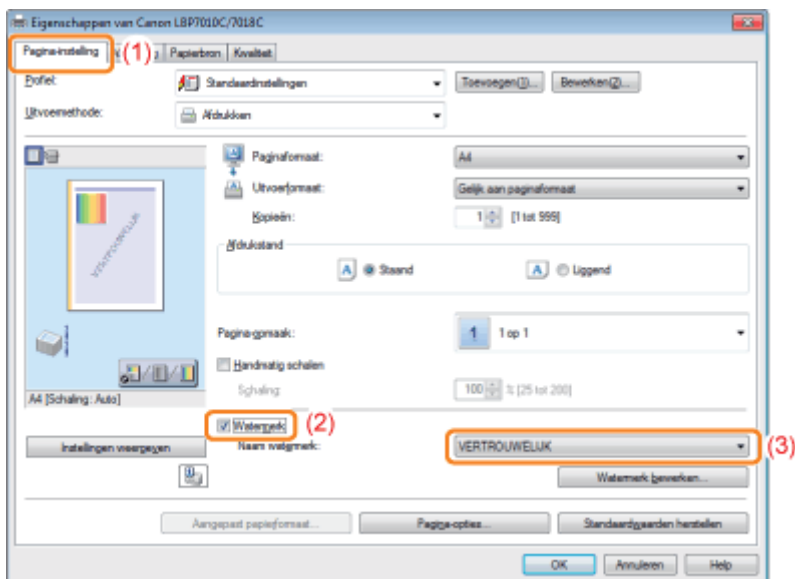 Eigenschappen van Canon LBP7010C/7018C
Pagina-instelling (1) Papierbron Kwaliteit
Profiel: Standaardinstellingen Toevoegen(1)... Bewerken(2)...
Uitvoermethode: Afdrukken
Paginaformaat: A4
Uitvoerformaat: Gelijk aan paginaformaat
Kopieën: 1 [1 tot 999]
Afdrukstand
A Staand A Liggend
VERTROUWELIJK
Pagina-opmaak: 1 1 op 1
Handmatig schalen
Schaling: 100 % [25 tot 200]
A4 [Schaling: Auto]
Watermerk (2)
Instellingen weergeven Naam watermerk: VERTROUWELIJK (3)
Watermerk bewerken...
Aangepast papierformaat... Pagina-opties... Standaardwaarden herstellen
OK Annuleren Help